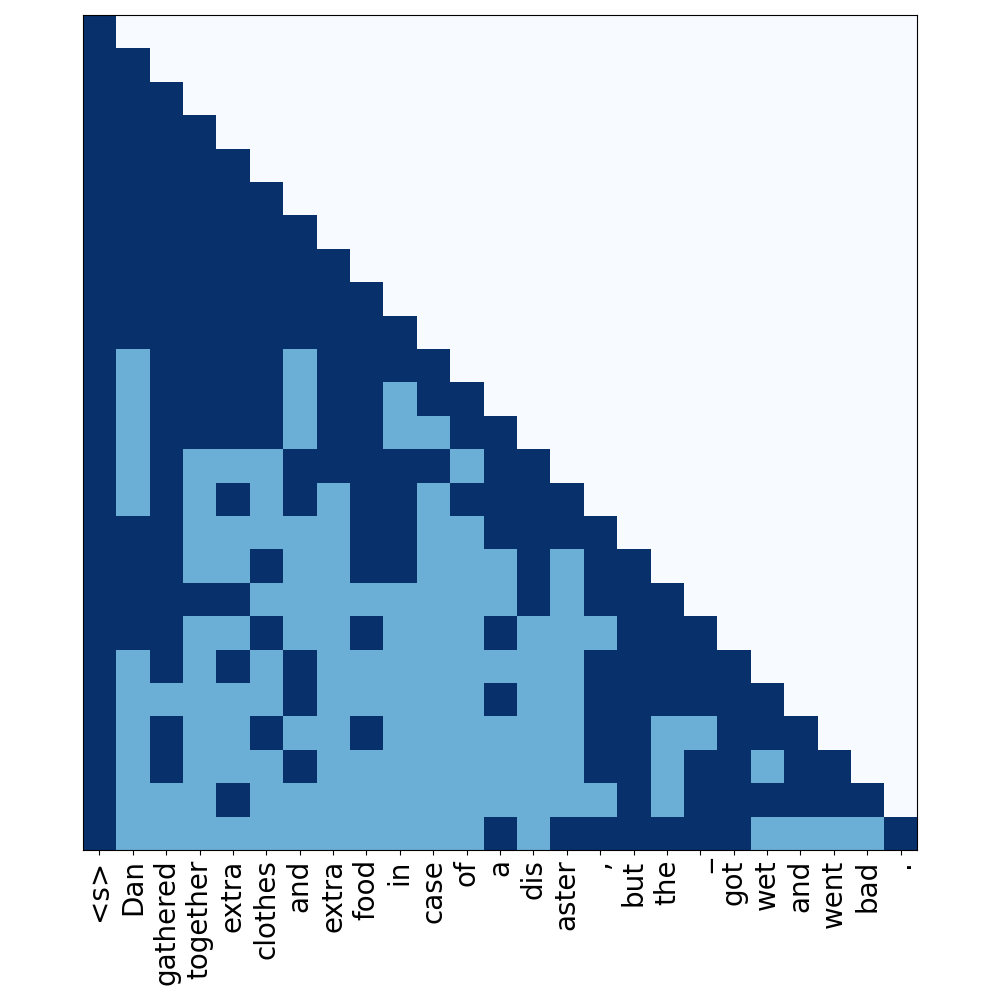 <s>
Dan
gathered
together
extra
clothes
and
extra
food
in
case
of
a
dis
aster
,
but
the
_
got
wet
and
went
bad
.